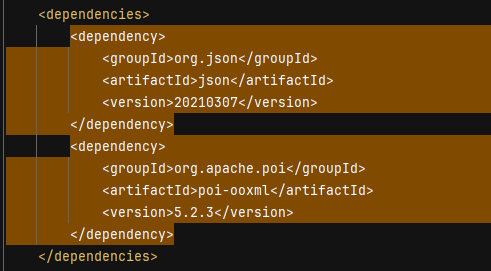 <dependencies>
<dependency>
<groupId>org.json</groupId>
<artifactId>json</artifactId>
<version>20210307</version>
</dependency>
<dependency>
<groupId>org.apache.poi</groupId>
<artifactId>poi-ooxml</artifactId>
<version>5.2.3</version>
</dependency>
</dependencies>